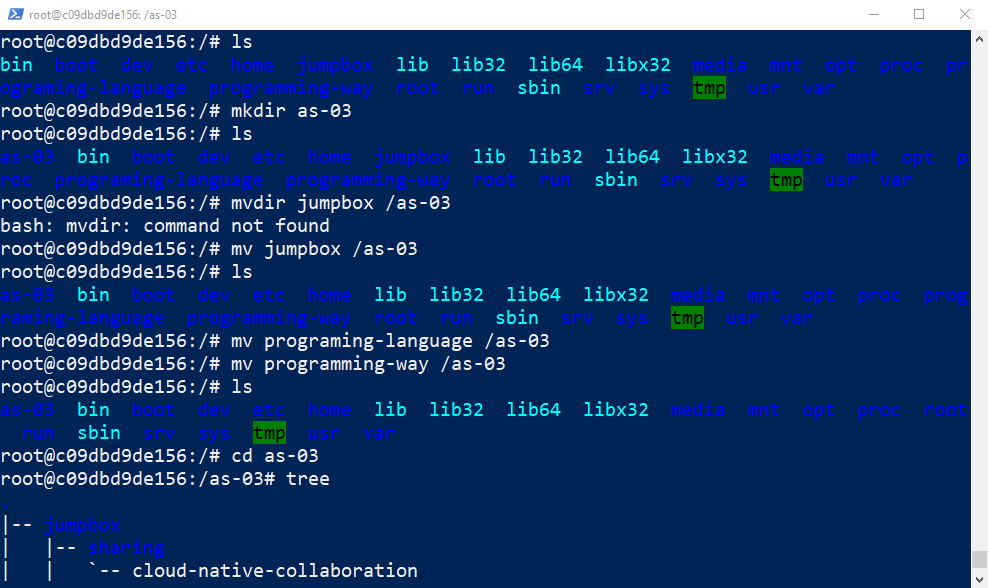 root@c09dbd9de156: /as-03
root@c09dbd9de156:/# ls
bin  boot  dev  etc  home  jumpbox  lib  lib32  lib64  libx32  media  mnt  opt  proc  pr
ograming-language  programming-way  root  run  sbin  srv  sys  tmp  usr  var
root@c09dbd9de156:/# mkdir as-03
root@c09dbd9de156:/# ls
as-03  bin  boot  dev  etc  home  jumpbox  lib  lib32  lib64  libx32  media  mnt  opt  p
roc  programing-language  programming-way  root  run  sbin  srv  sys  tmp  usr  var
root@c09dbd9de156:/# mvdir jumpbox /as-03
bash: mvdir: command not found
root@c09dbd9de156:/# mv jumpbox /as-03
root@c09dbd9de156:/# ls
as-03  bin  boot  dev  etc  home  lib  lib32  lib64  libx32  media  mnt  opt  proc  prog
raming-language  programming-way  root  run  sbin  srv  sys  tmp  usr  var
root@c09dbd9de156:/# mv programing-language /as-03
root@c09dbd9de156:/# mv programming-way /as-03
root@c09dbd9de156:/# ls
as-03  bin  boot  dev  etc  home  lib  lib32  lib64  libx32  media  mnt  opt  proc  root
  run  sbin  srv  sys  tmp  usr  var
root@c09dbd9de156:/# cd as-03
root@c09dbd9de156:/as-03# tree
.
|-- jumpbox
|   |-- sharing
|   |   `-- cloud-native-collaboration